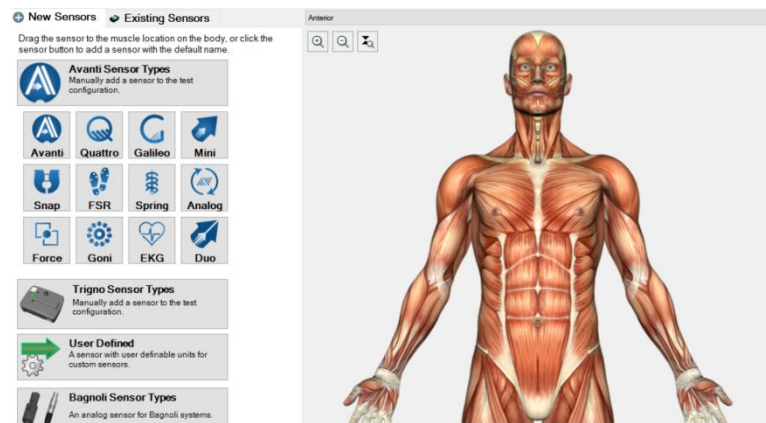 New Sensors Existing Sensors
Drag the sensor to the muscle location on the body, or click the
sensor button to add a sensor with the default name.
Avanti Sensor Types
Manually add a sensor to the test
configuration.
Avanti Quattro Galileo Mini
Snap FSR Spring Analog
Force Goni EKG Duo
Trigno Sensor Types
Manually add a sensor to the test
configuration.
User Defined
A sensor with user definable units for
custom sensors.
Bagnoli Sensor Types
An analog sensor for Bagnoli systems.
Anterior